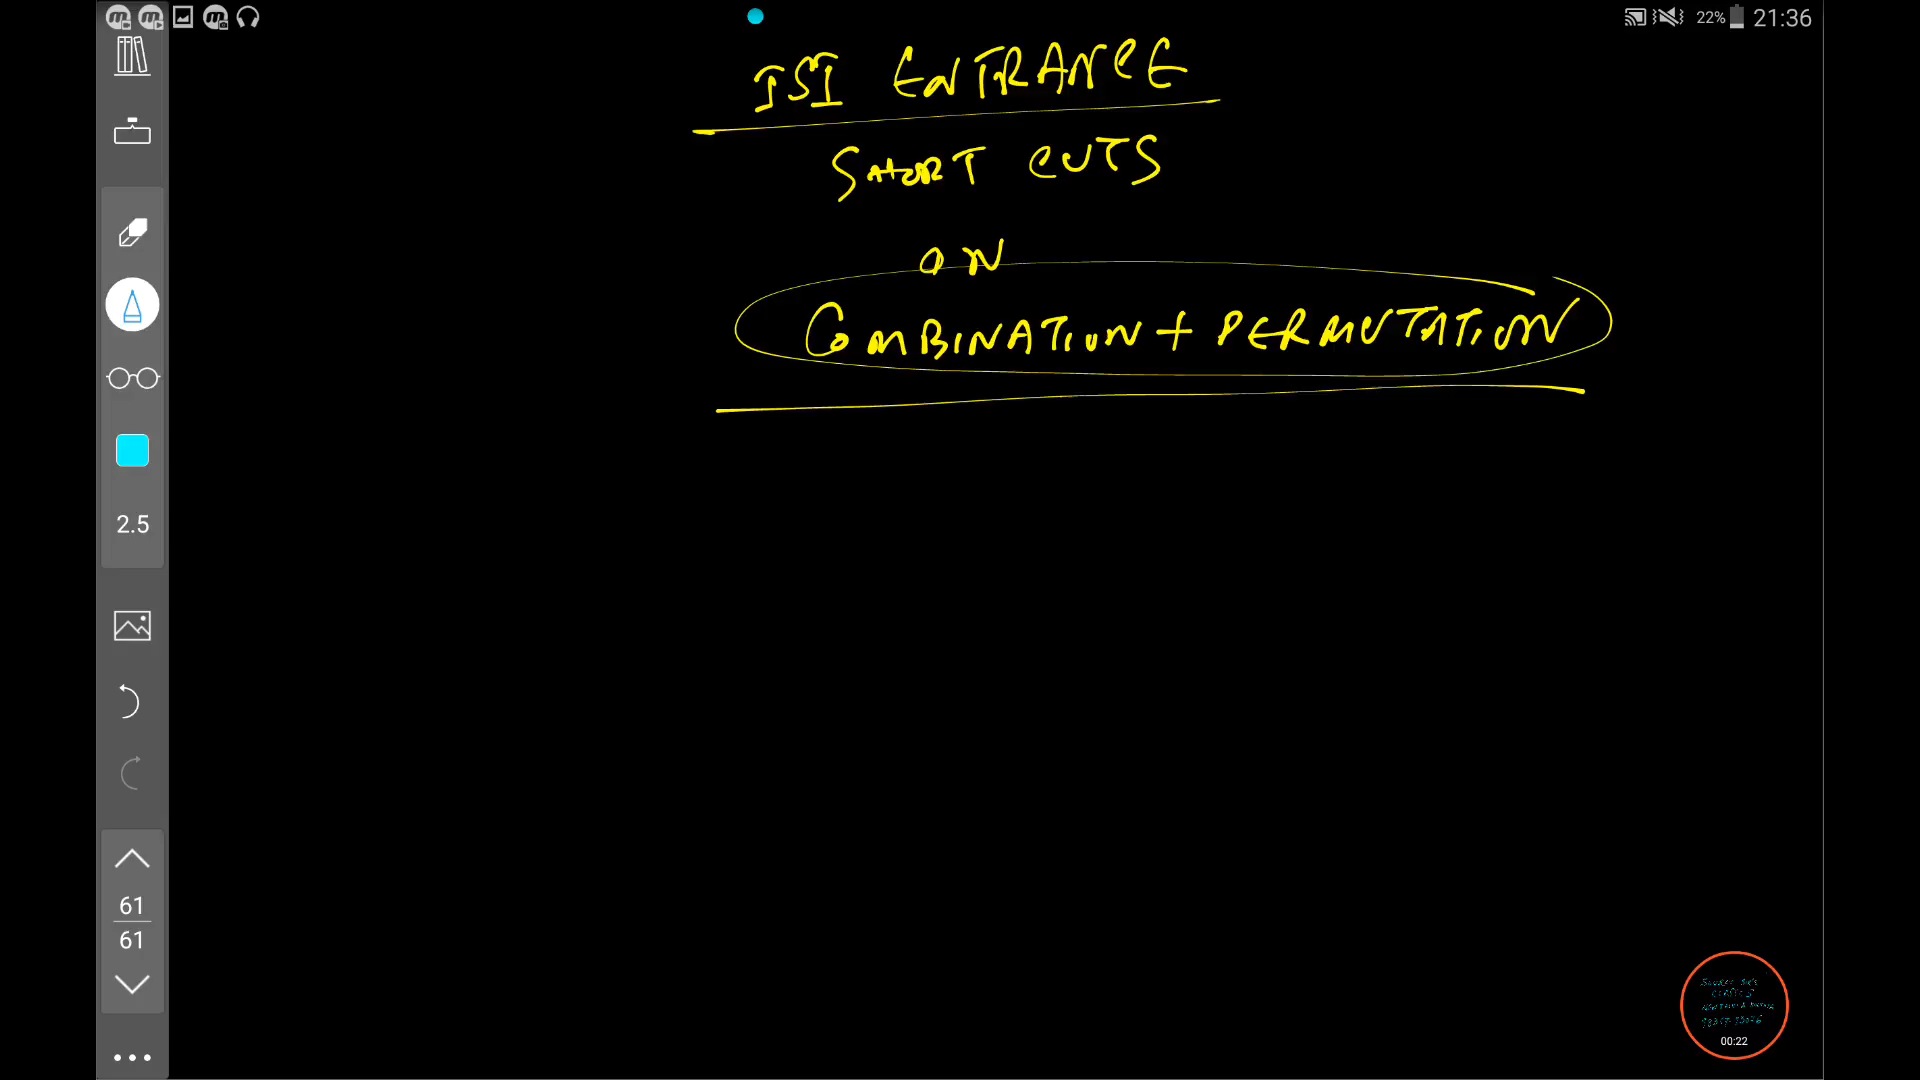 22% 21:36
ISI ENTRANCE
SHORT CUTS
ON
COMBINATION + PERMUTATION
2.5
61
61
00:22